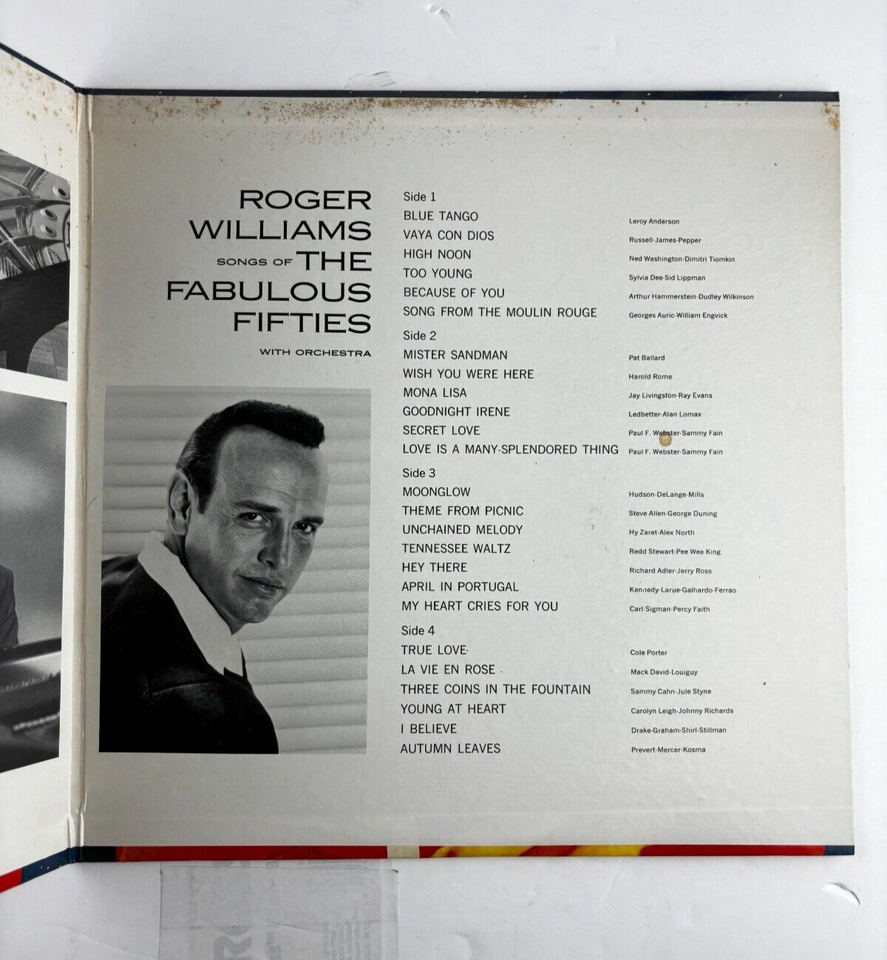 ROGER
WILLIAMS
SONGS OF THE
FABULOUS
FIFTIES
WITH ORCHESTRA
Side 1
BLUE TANGO Leroy Anderson
VAYA CON DIOS Russell-James-Pepper
HIGH NOON Ned Washington-Dimitri Tiomkin
TOO YOUNG Sylvia Dee-Sid Lippman
BECAUSE OF YOU Arthur Hammerstein-Dudley Wilkinson
SONG FROM THE MOULIN ROUGE Georges Auric-William Engvick
Side 2
MISTER SANDMAN Pat Ballard
WISH YOU WERE HERE Harold Rome
MONA LISA Jay Livingston-Ray Evans
GOODNIGHT IRENE Ledbetter-Alan Lomax
SECRET LOVE Paul F. Webster-Sammy Fain
LOVE IS A MANY-SPLENDORED THING Paul F. Webster-Sammy Fain
Side 3
MOONGLOW Hudson-DeLange-Mills
THEME FROM PICNIC Steve Allen-George Duning
UNCHAINED MELODY Hy Zaret-Alex North
TENNESSEE WALTZ Redd Stewart-Pee Wee King
HEY THERE Richard Adler-Jerry Ross
APRIL IN PORTUGAL Kennedy-Larue-Galhardo-Ferrao
MY HEART CRIES FOR YOU Carl Sigman-Percy Faith
Side 4
TRUE LOVE Cole Porter
LA VIE EN ROSE Mack David-Louiguy
THREE COINS IN THE FOUNTAIN Sammy Cahn-Jule Styne
YOUNG AT HEART Carolyn Leigh-Johnny Richards
I BELIEVE Drake-Graham-Shirl-Stillman
AUTUMN LEAVES Prevert-Mercer-Kosma